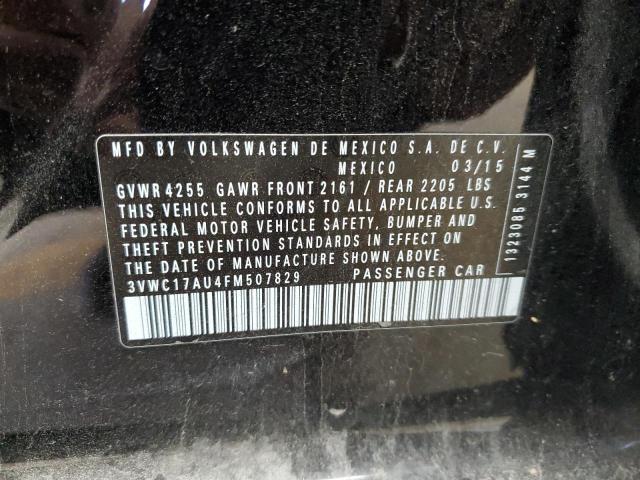 MFD BY VOLKSWAGEN DE MEXICO S.A. DE C.V.
MEXICO 03/15
GVWR 4255 GAWR FRONT 2161 / REAR 2205 LBS
THIS VEHICLE CONFORMS TO ALL APPLICABLE U.S.
FEDERAL MOTOR VEHICLE SAFETY, BUMPER AND
THEFT PREVENTION STANDARDS IN EFFECT ON
THE DATE OF MANUFACTURE SHOWN ABOVE.
3VWC17AU4FM507829 PASSENGER CAR
1323085 3144 M